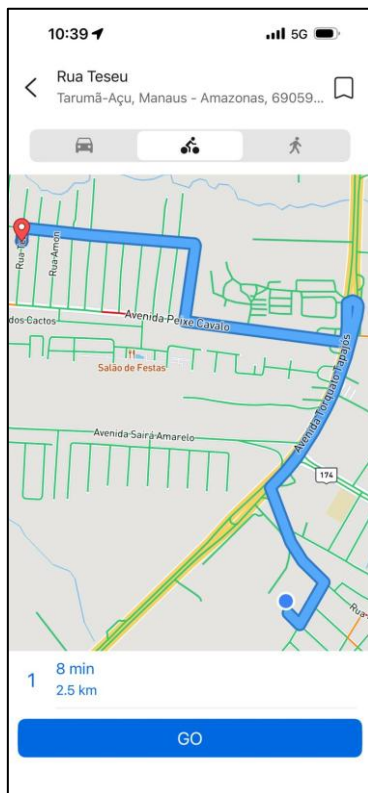 10:39
5G
Rua Teseu
Tarumã-Açu, Manaus - Amazonas, 69059...
Rua-Te
Rua-Amon
Avenida Peixe Cavalo
dos Cactos
Salão de Festas
Avenida Torquato Tapajós
Avenida Sairá Amarelo
174
Rua-
1
8 min
2.5 km
GO